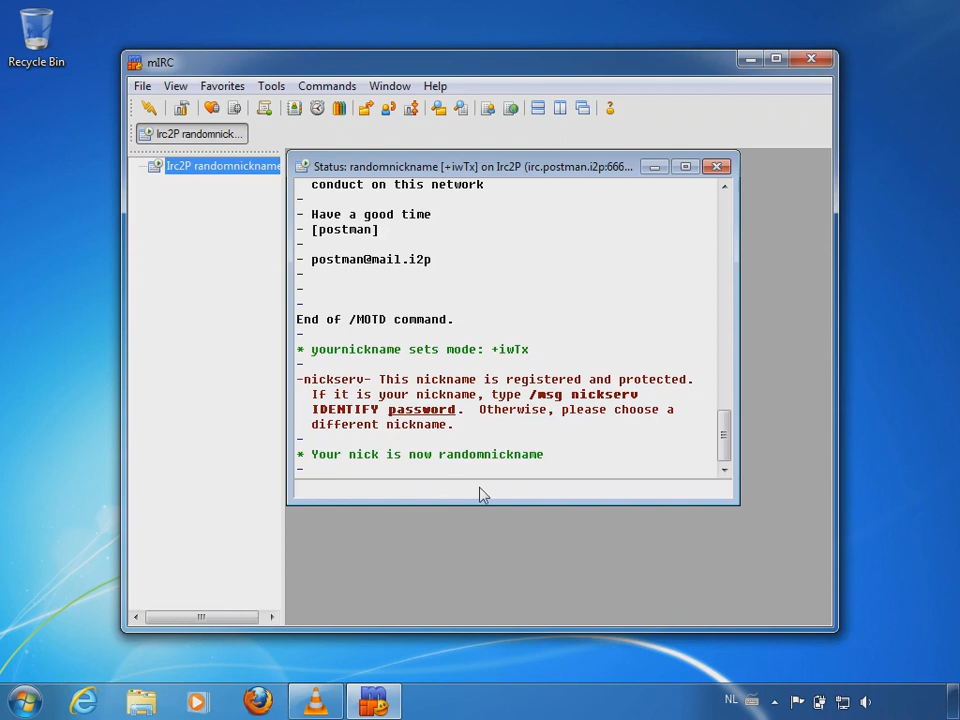 Recycle Bin
mIRC
File View Favorites Tools Commands Window Help
Irc2P randomnick...
Irc2P randomnickname
Status: randomnickname [+iwTx] on Irc2P (irc.postman.i2p:666...
conduct on this network
-
- Have a good time
- [postman]
-
- postman@mail.i2p
-
-
-
End of /MOTD command.
-
* yournickname sets mode: +iwTx
-
-nickserv- This nickname is registered and protected.
If it is your nickname, type /msg nickserv
IDENTIFY password. Otherwise, please choose a
different nickname.
-
* Your nick is now randomnickname
-
NL